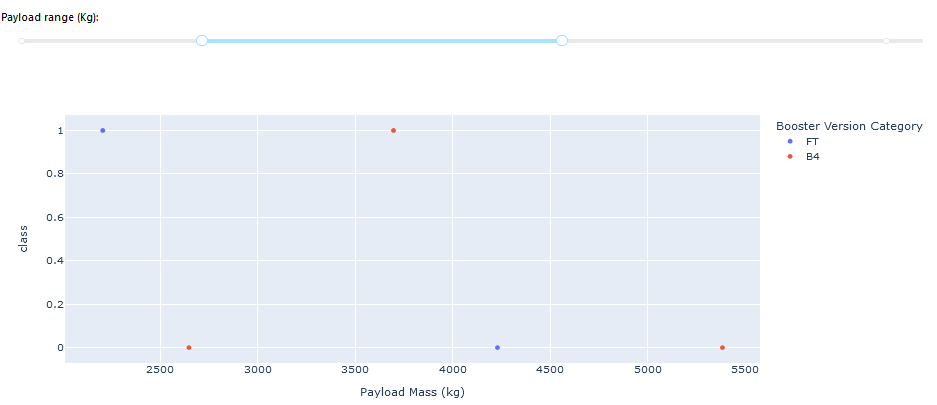 Payload range (Kg):
Booster Version Category
FT
B4
1
0.8
0.6
0.4
0.2
0
class
2500 3000 3500 4000 4500 5000 5500
Payload Mass (kg)